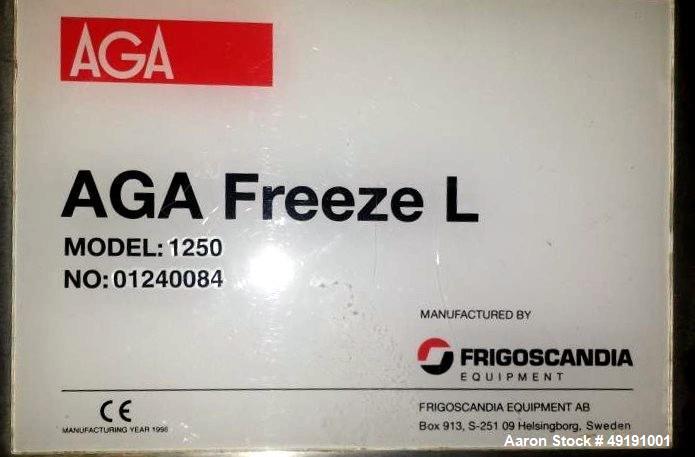 AGA
AGA Freeze L
MODEL: 1250
NO: 01240084
MANUFACTURED BY
FRIGOSCANDIA
EQUIPMENT
CE
MANUFACTURING YEAR 1996
FRIGOSCANDIA EQUIPMENT AB
Box 913, S-251 09 Helsingborg, Sweden
Aaron Stock # 49191001